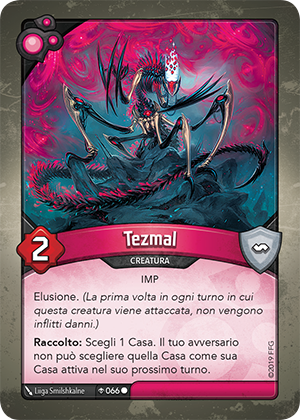 Tezmal
CREATURA
2
IMP
Elusione. (La prima volta in ogni turno in cui
questa creatura viene attaccata, non vengono
inflitti danni.)
Raccolto: Scegli 1 Casa. Il tuo avversario
non può scegliere quella Casa come sua
Casa attiva nel suo prossimo turno.
Liiga Smilshkalne
066
©2019 FFG